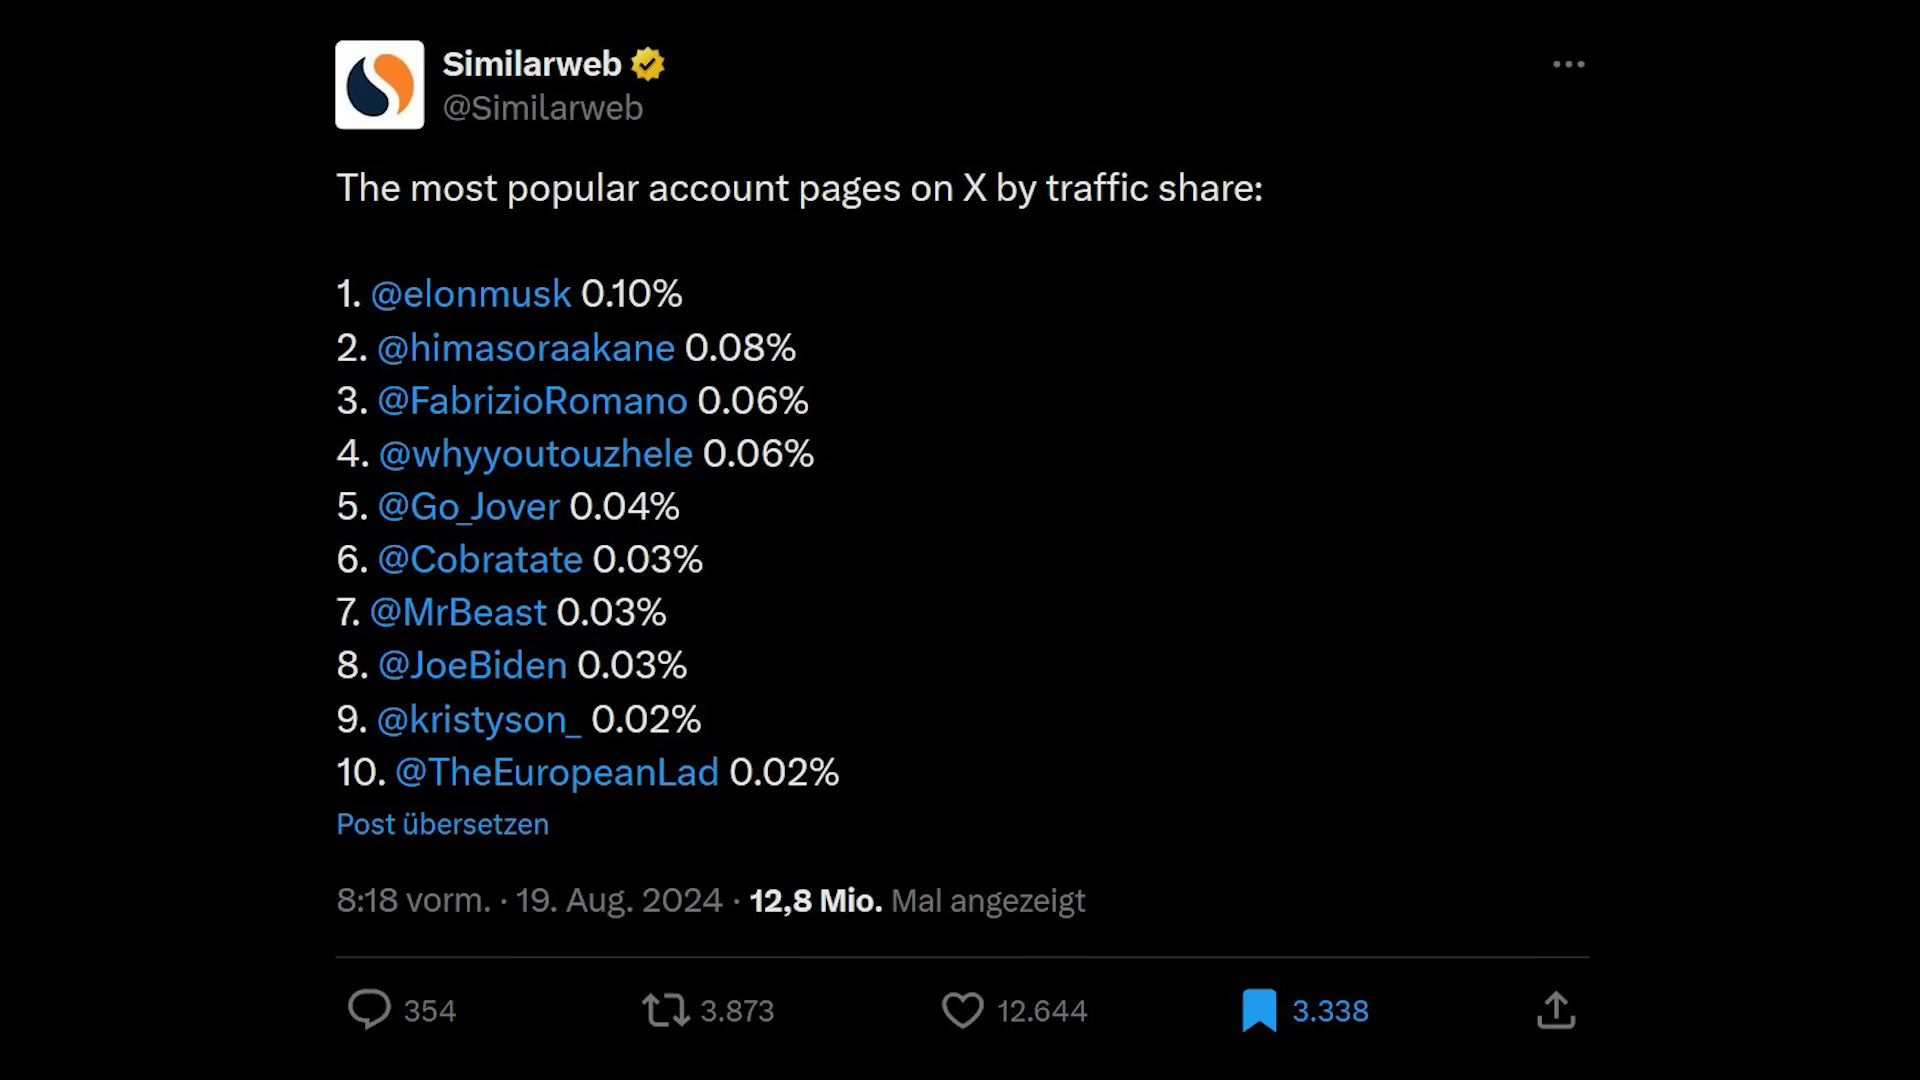 Similarweb
@Similarweb
The most popular account pages on X by traffic share:
1. @elonmusk 0.10%
2. @himasoraakane 0.08%
3. @FabrizioRomano 0.06%
4. @whyyoutouzhele 0.06%
5. @Go_Jover 0.04%
6. @Cobratate 0.03%
7. @MrBeast 0.03%
8. @JoeBiden 0.03%
9. @kristyson_ 0.02%
10. @TheEuropeanLad 0.02%
Post übersetzen
8:18 vorm. · 19. Aug. 2024 · 12,8 Mio. Mal angezeigt
354 3.873 12.644 3.338